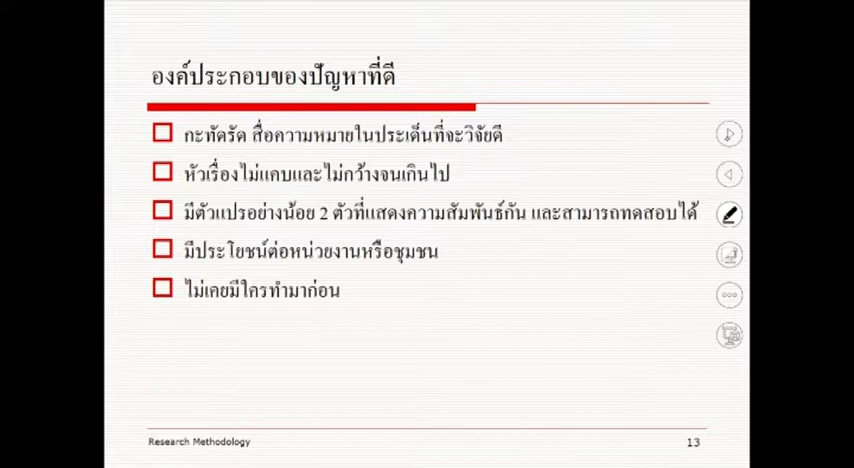 องค์ประกอบของปัญหาที่ดี
กะทัดรัด สื่อความหมายในประเด็นที่จะวิจัยดี
หัวเรื่องไม่แคบและไม่กว้างจนเกินไป
มีตัวแปรอย่างน้อย 2 ตัวที่แสดงความสัมพันธ์กัน และสามารถทดสอบได้
มีประโยชน์ต่อหน่วยงานหรือชุมชน
ไม่เคยมีใครทำมาก่อน
Research Methodology
13